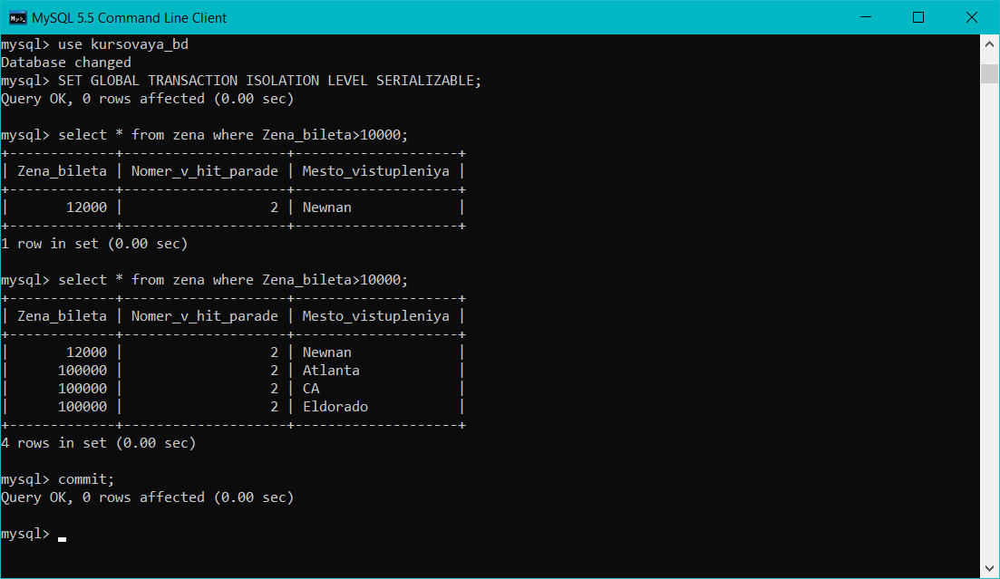 MySQL 5.5 Command Line Client
mysql> use kursovaya_bd
Database changed
mysql> SET GLOBAL TRANSACTION ISOLATION LEVEL SERIALIZABLE;
Query OK, 0 rows affected (0.00 sec)

mysql> select * from zena where Zena_bileta>10000;
+-------------+--------------------+--------------------+
| Zena_bileta | Nomer_v_hit_parade | Mesto_vistupleniya |
+-------------+--------------------+--------------------+
|       12000 |                  2 | Newnan             |
+-------------+--------------------+--------------------+
1 row in set (0.00 sec)

mysql> select * from zena where Zena_bileta>10000;
+-------------+--------------------+--------------------+
| Zena_bileta | Nomer_v_hit_parade | Mesto_vistupleniya |
+-------------+--------------------+--------------------+
|       12000 |                  2 | Newnan             |
|      100000 |                  2 | Atlanta            |
|      100000 |                  2 | CA                 |
|      100000 |                  2 | Eldorado           |
+-------------+--------------------+--------------------+
4 rows in set (0.00 sec)

mysql> commit;
Query OK, 0 rows affected (0.00 sec)

mysql>